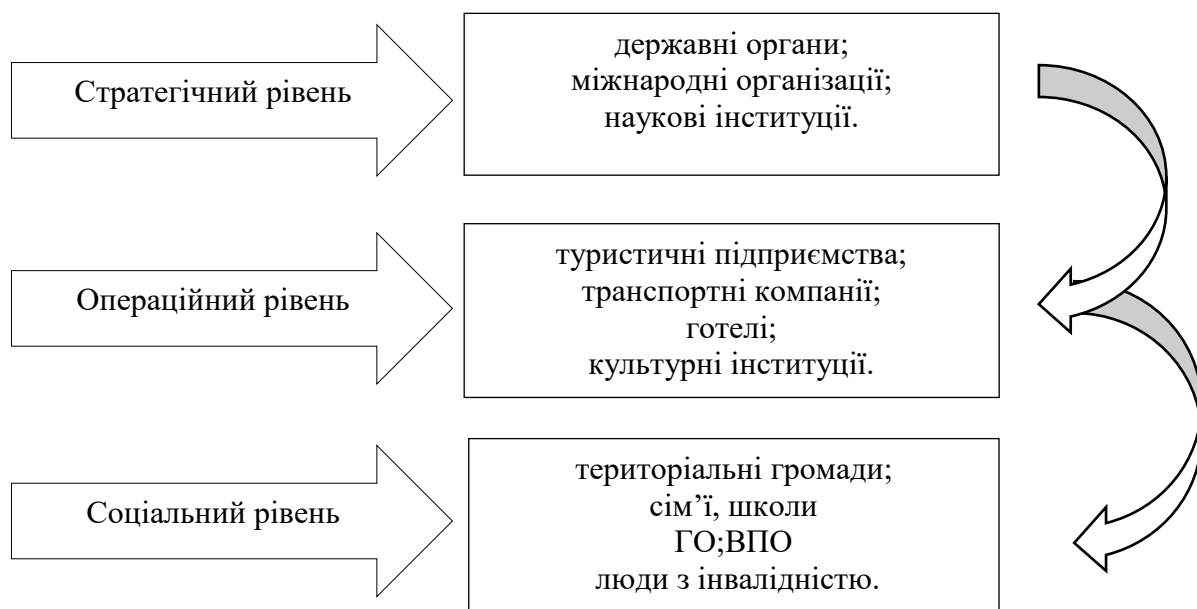 Стратегічний рівень
державні органи;
міжнародні організації;
наукові інституції.
Операційний рівень
туристичні підприємства;
транспортні компанії;
готелі;
культурні інституції.
Соціальний рівень
територіальні громади;
сім’ї, школи
ГО;ВПО
люди з інвалідністю.